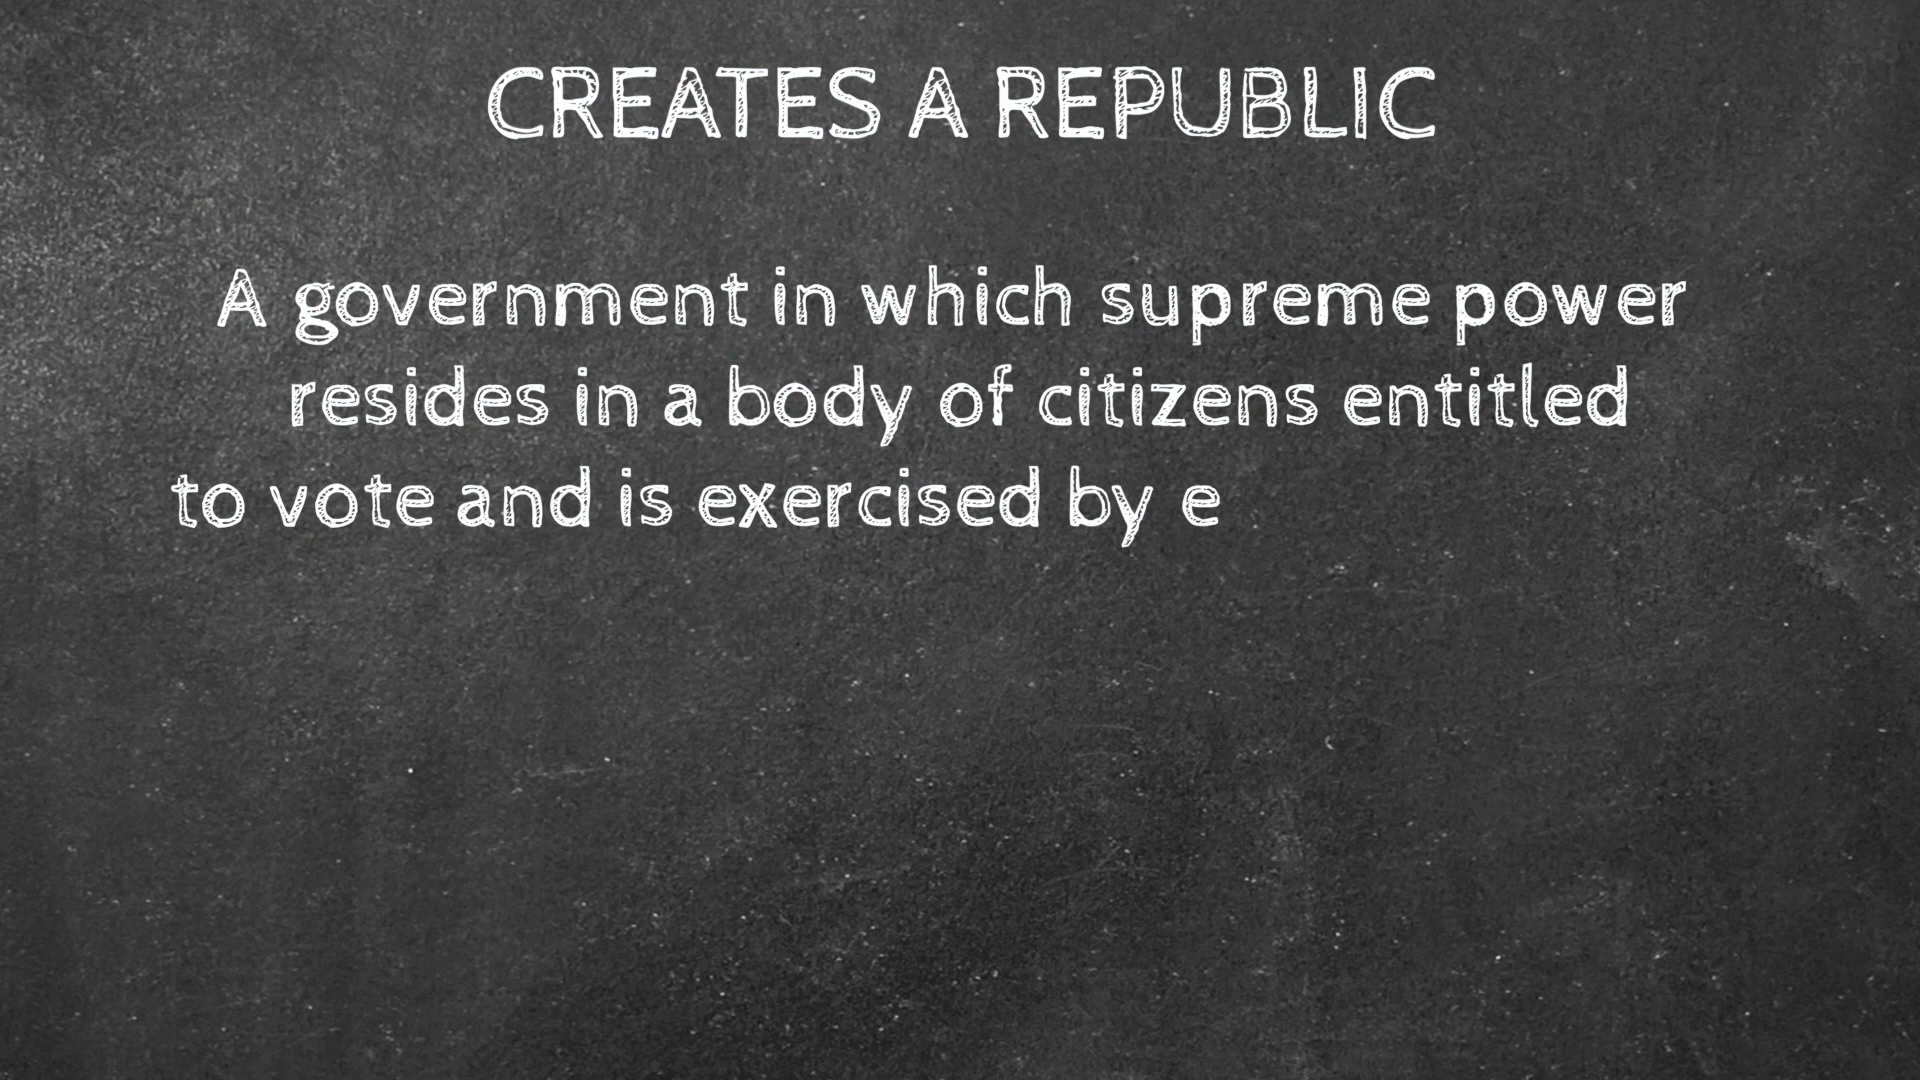 CREATES A REPUBLIC
A government in which supreme power
resides in a body of citizens entitled
to vote and is exercised by e